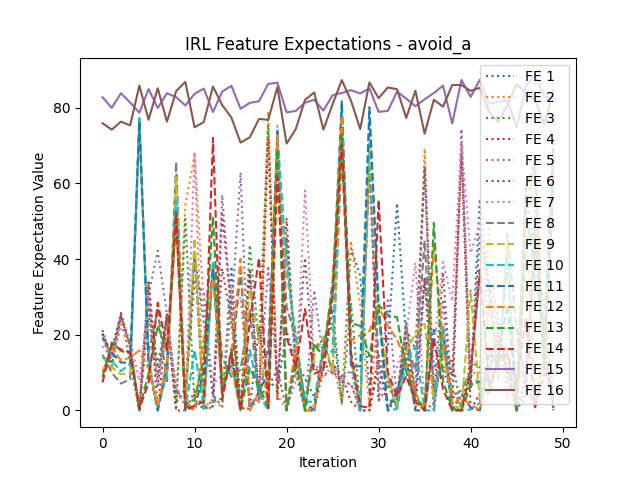 IRL Feature Expectations - avoid_a
Feature Expectation Value
80
60
40
20
0
0 10 20 30 40 50
Iteration
FE 1
FE 2
FE 3
FE 4
FE 5
FE 6
FE 7
FE 8
FE 9
FE 10
FE 11
FE 12
FE 13
FE 14
FE 15
FE 16